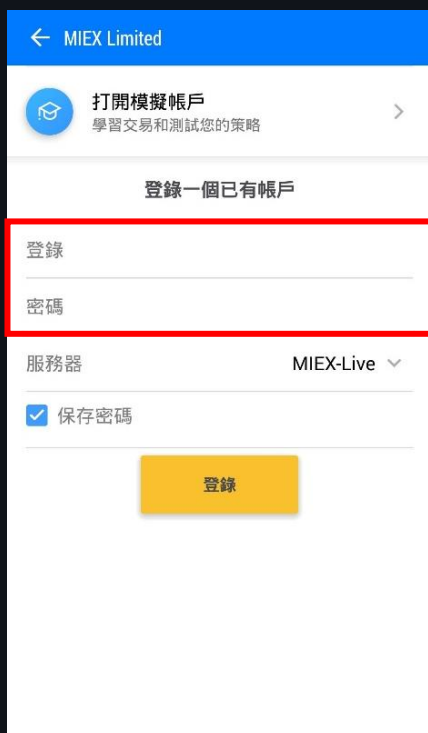 MIEX Limited
打開模擬帳戶
學習交易和測試您的策略
登錄一個已有帳戶
登錄
密碼
服務器 MIEX-Live
保存密碼
登錄